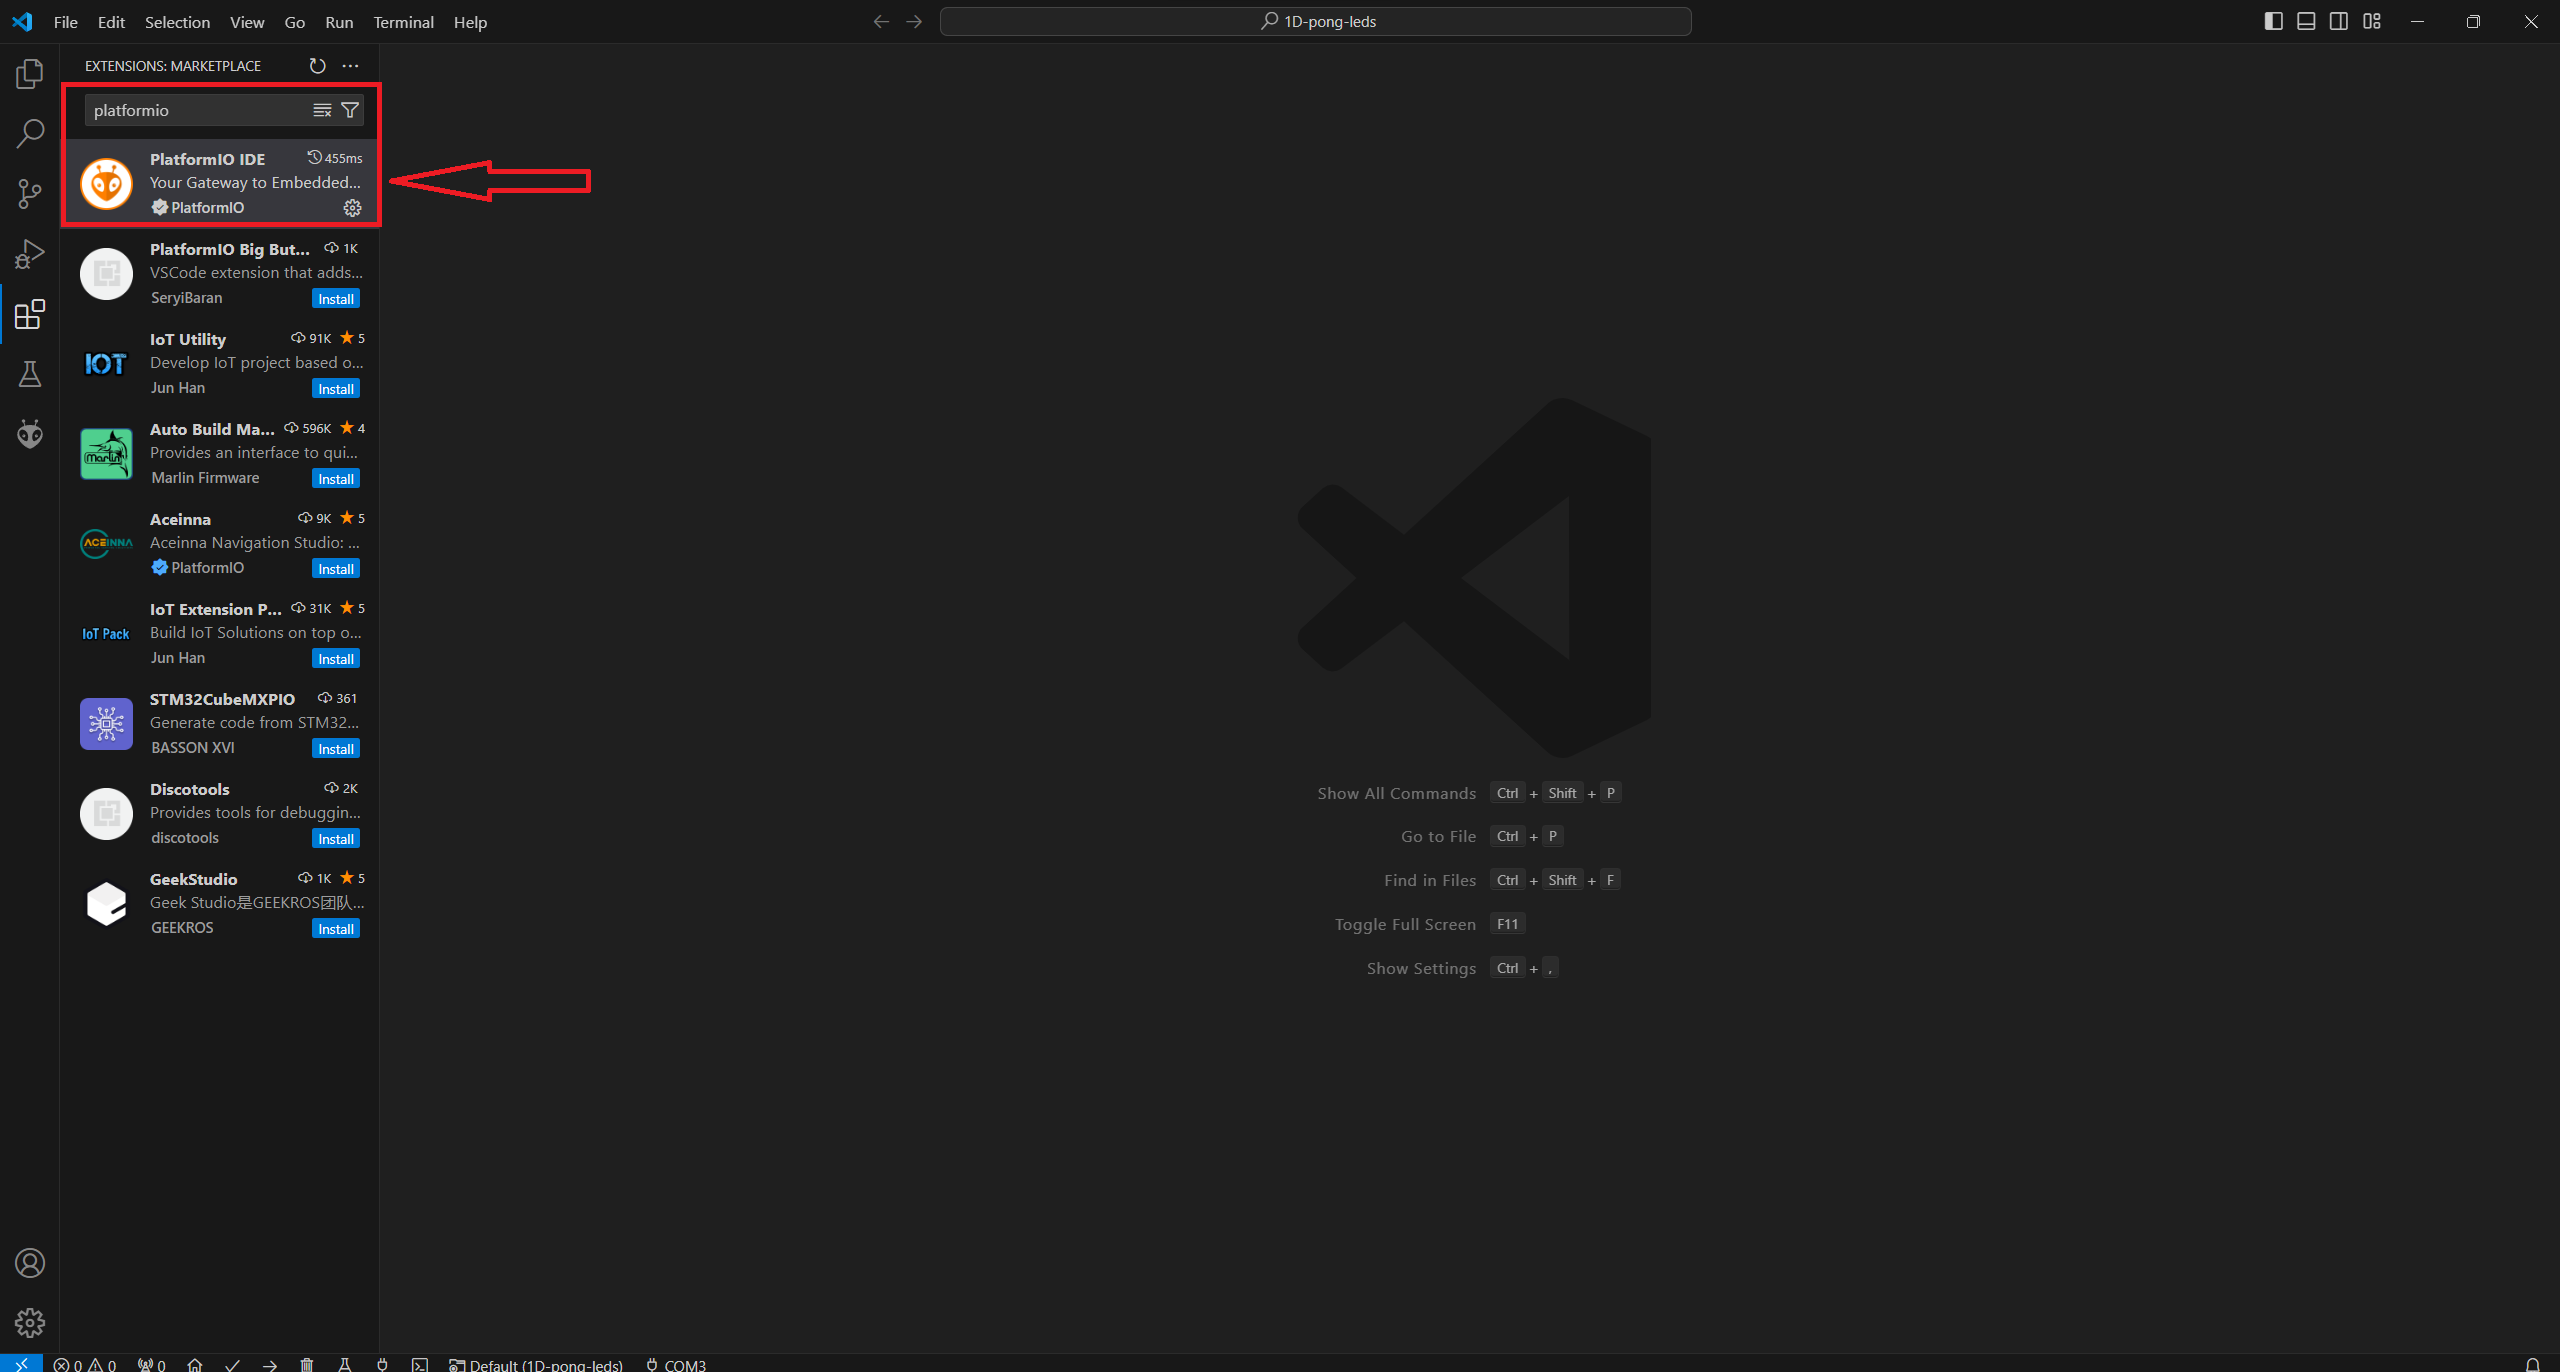 File Edit Selection View Go Run Terminal Help
1D-pong-leds
EXTENSIONS: MARKETPLACE
platformio
PlatformIO IDE 455ms
Your Gateway to Embedded...
PlatformIO
PlatformIO Big But... 1K
VSCode extension that adds...
SeryiBaran Install
IOT
IoT Utility 91K 5
Develop IoT project based o...
Jun Han Install
Marlin
Auto Build Ma... 596K 4
Provides an interface to qui...
Marlin Firmware Install
ACEINNA
Aceinna 9K 5
Aceinna Navigation Studio: ...
PlatformIO Install
IoT Pack
IoT Extension P... 31K 5
Build IoT Solutions on top o...
Jun Han Install
STM32CubeMXPIO 361
Generate code from STM32...
BASSON XVI Install
Discotools 2K
Provides tools for debuggin...
discotools Install
GeekStudio 1K 5
Geek Studio是GEEKROS团队...
GEEKROS Install
Show All Commands Ctrl + Shift + P
Go to File Ctrl + P
Find in Files Ctrl + Shift + F
Toggle Full Screen F11
Show Settings Ctrl + ,
0 0 0 Default (1D-pong-leds) COM3